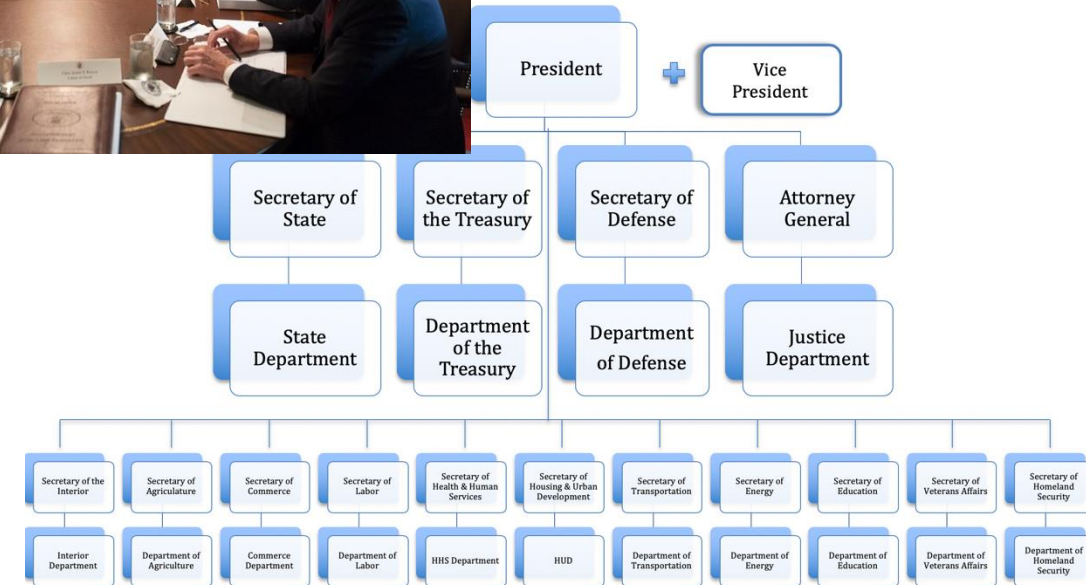 President
Vice
President
Secretary of
State
Secretary of
the Treasury
Secretary of
Defense
Attorney
General
State
Department
Department
of the
Treasury
Department
of Defense
Justice
Department
Secretary of the
Interior
Secretary of
Agriculture
Secretary of
Commerce
Secretary of
Labor
Secretary of
Health & Human
Services
Secretary of
Housing & Urban
Development
Secretary of
Transportation
Secretary of
Energy
Secretary of
Education
Secretary of
Veterans Affairs
Secretary of
Homeland
Security
Interior
Department
Department of
Agriculture
Commerce
Department
Department of
Labor
HHS Department
HUD
Department of
Transportation
Department of
Energy
Department of
Education
Department of
Veterans Affairs
Department of
Homeland
Security